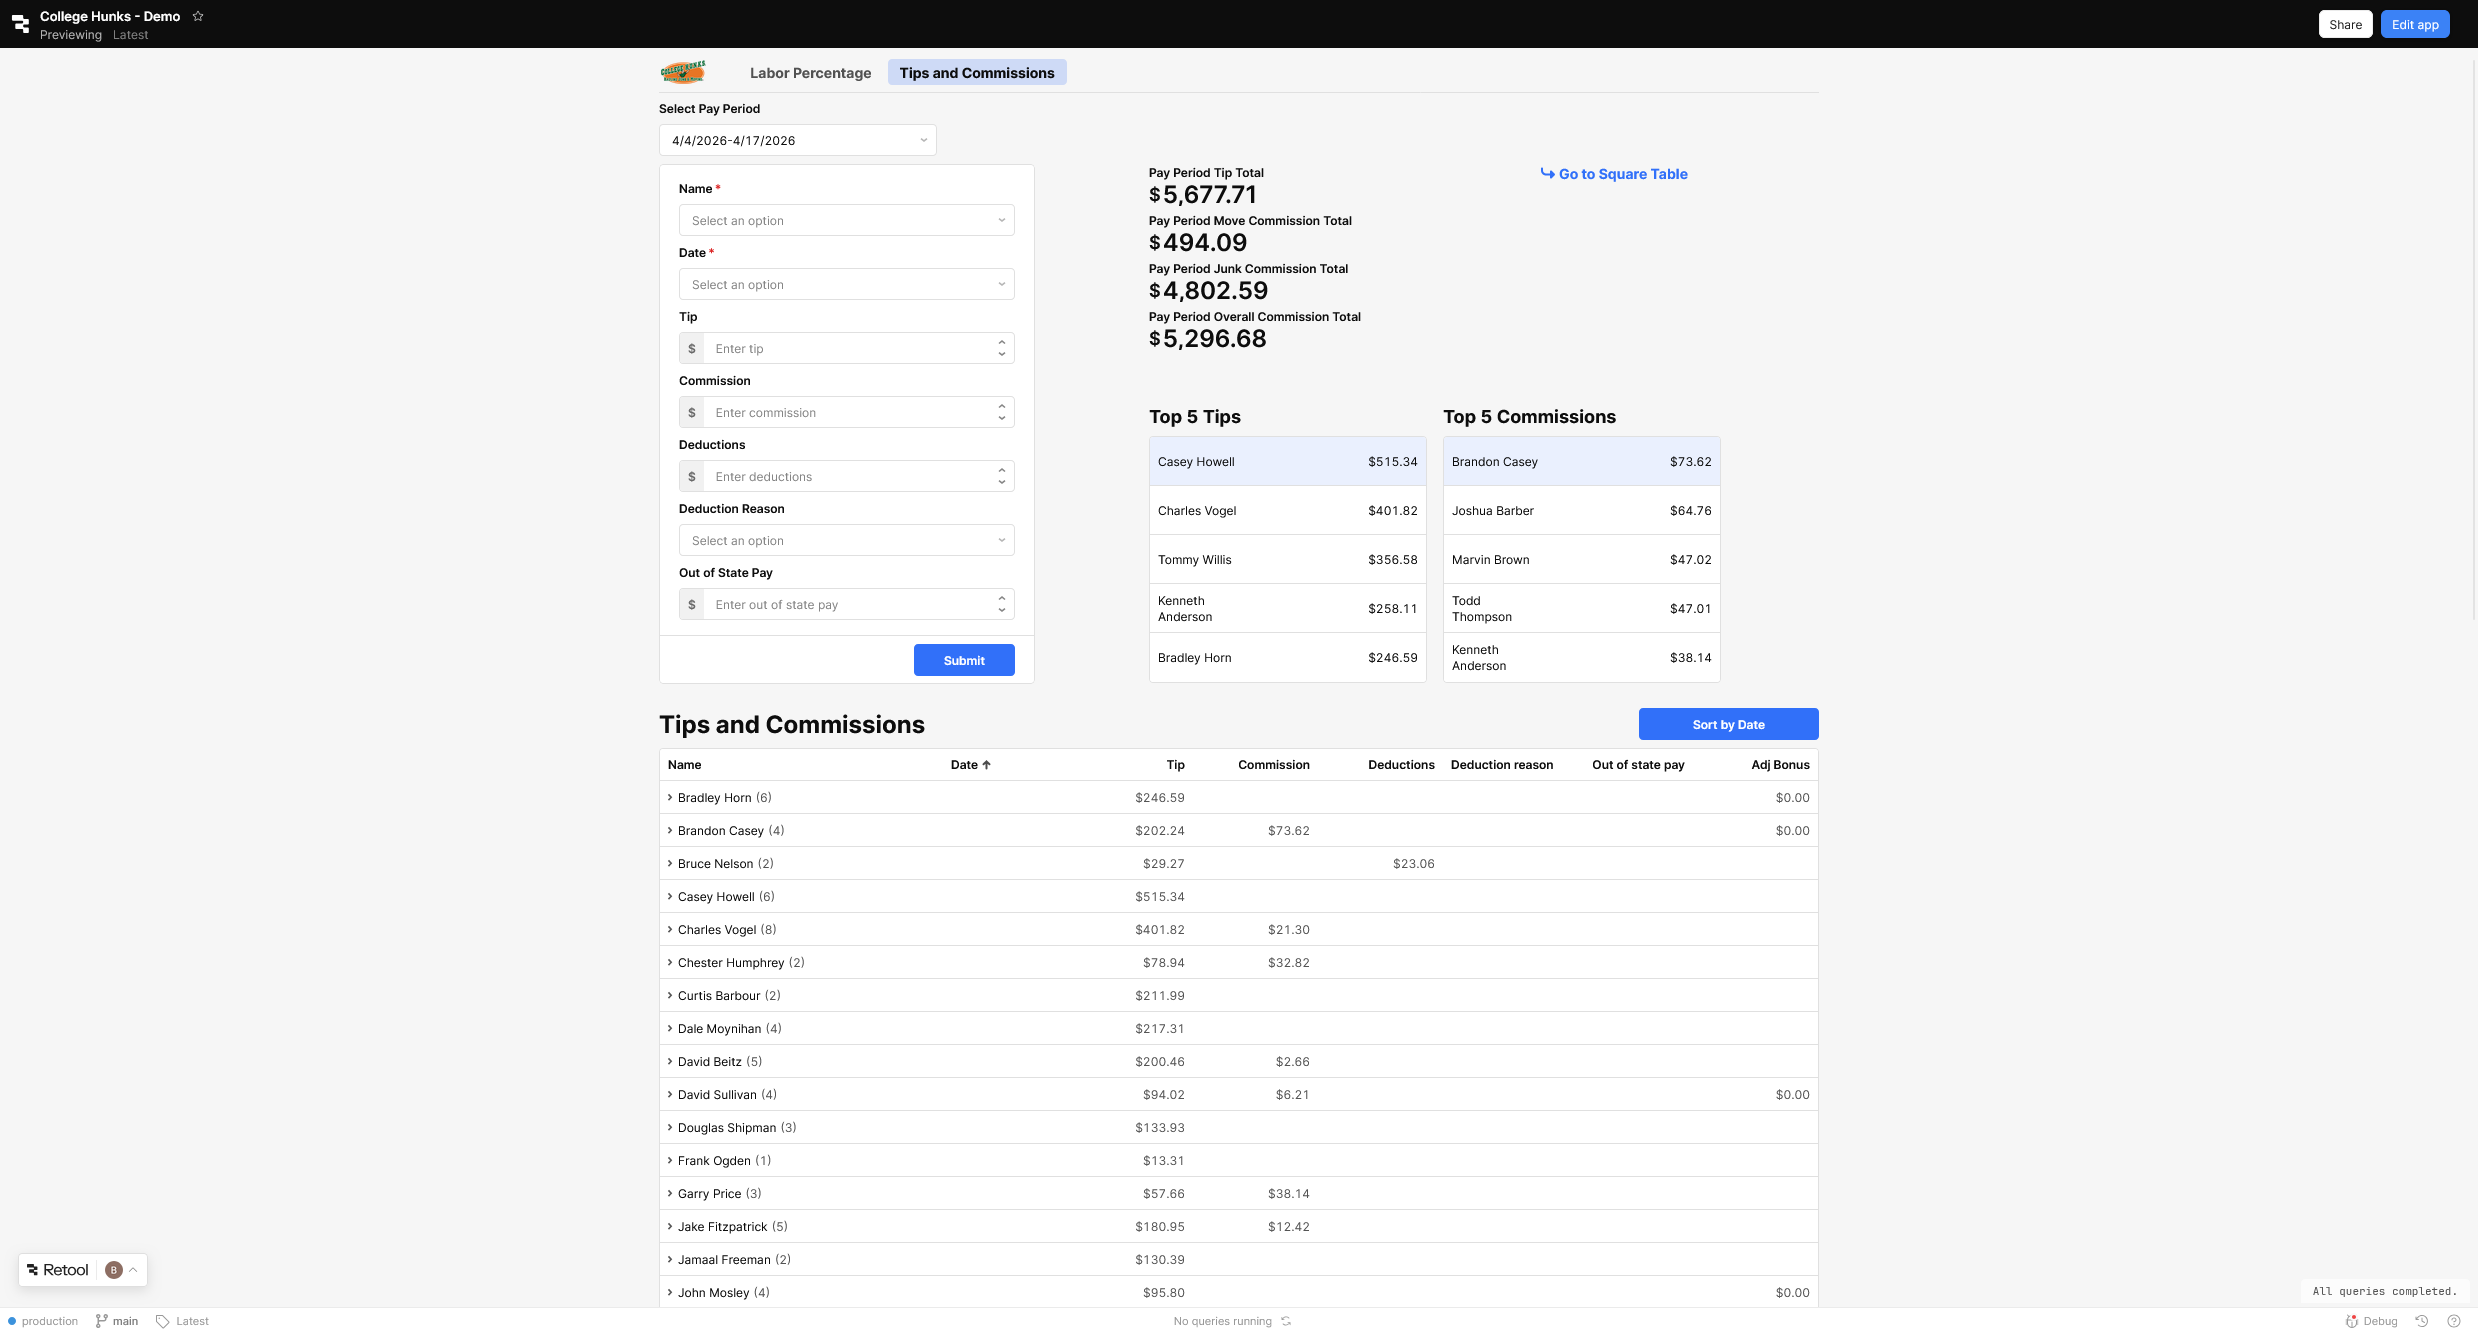 College Hunks - Demo
Previewing Latest
Share
Edit app
COLLEGE HUNKS
Labor Percentage
Tips and Commissions
Select Pay Period
4/4/2026-4/17/2026
Name *
Select an option
Date *
Select an option
Tip
$ Enter tip
Commission
$ Enter commission
Deductions
$ Enter deductions
Deduction Reason
Select an option
Out of State Pay
$ Enter out of state pay
Submit
Pay Period Tip Total
$5,677.71
Pay Period Move Commission Total
$494.09
Pay Period Junk Commission Total
$4,802.59
Pay Period Overall Commission Total
$5,296.68
Go to Square Table
Top 5 Tips
Casey Howell $515.34
Charles Vogel $401.82
Tommy Willis $356.58
Kenneth
Anderson $258.11
Bradley Horn $246.59
Top 5 Commissions
Brandon Casey $73.62
Joshua Barber $64.76
Marvin Brown $47.02
Todd
Thompson $47.01
Kenneth
Anderson $38.14
Tips and Commissions
Sort by Date
Name Date Tip Commission Deductions Deduction reason Out of state pay Adj Bonus
Bradley Horn (6) $246.59 $0.00
Brandon Casey (4) $202.24 $73.62 $0.00
Bruce Nelson (2) $29.27 $23.06
Casey Howell (6) $515.34
Charles Vogel (8) $401.82 $21.30
Chester Humphrey (2) $78.94 $32.82
Curtis Barbour (2) $211.99
Dale Moynihan (4) $217.31
David Beitz (5) $200.46 $2.66
David Sullivan (4) $94.02 $6.21 $0.00
Douglas Shipman (3) $133.93
Frank Ogden (1) $13.31
Garry Price (3) $57.66 $38.14
Jake Fitzpatrick (5) $180.95 $12.42
Jamaal Freeman (2) $130.39
John Mosley (4) $95.80 $0.00
Retool B
All queries completed.
production main Latest
No queries running
Debug